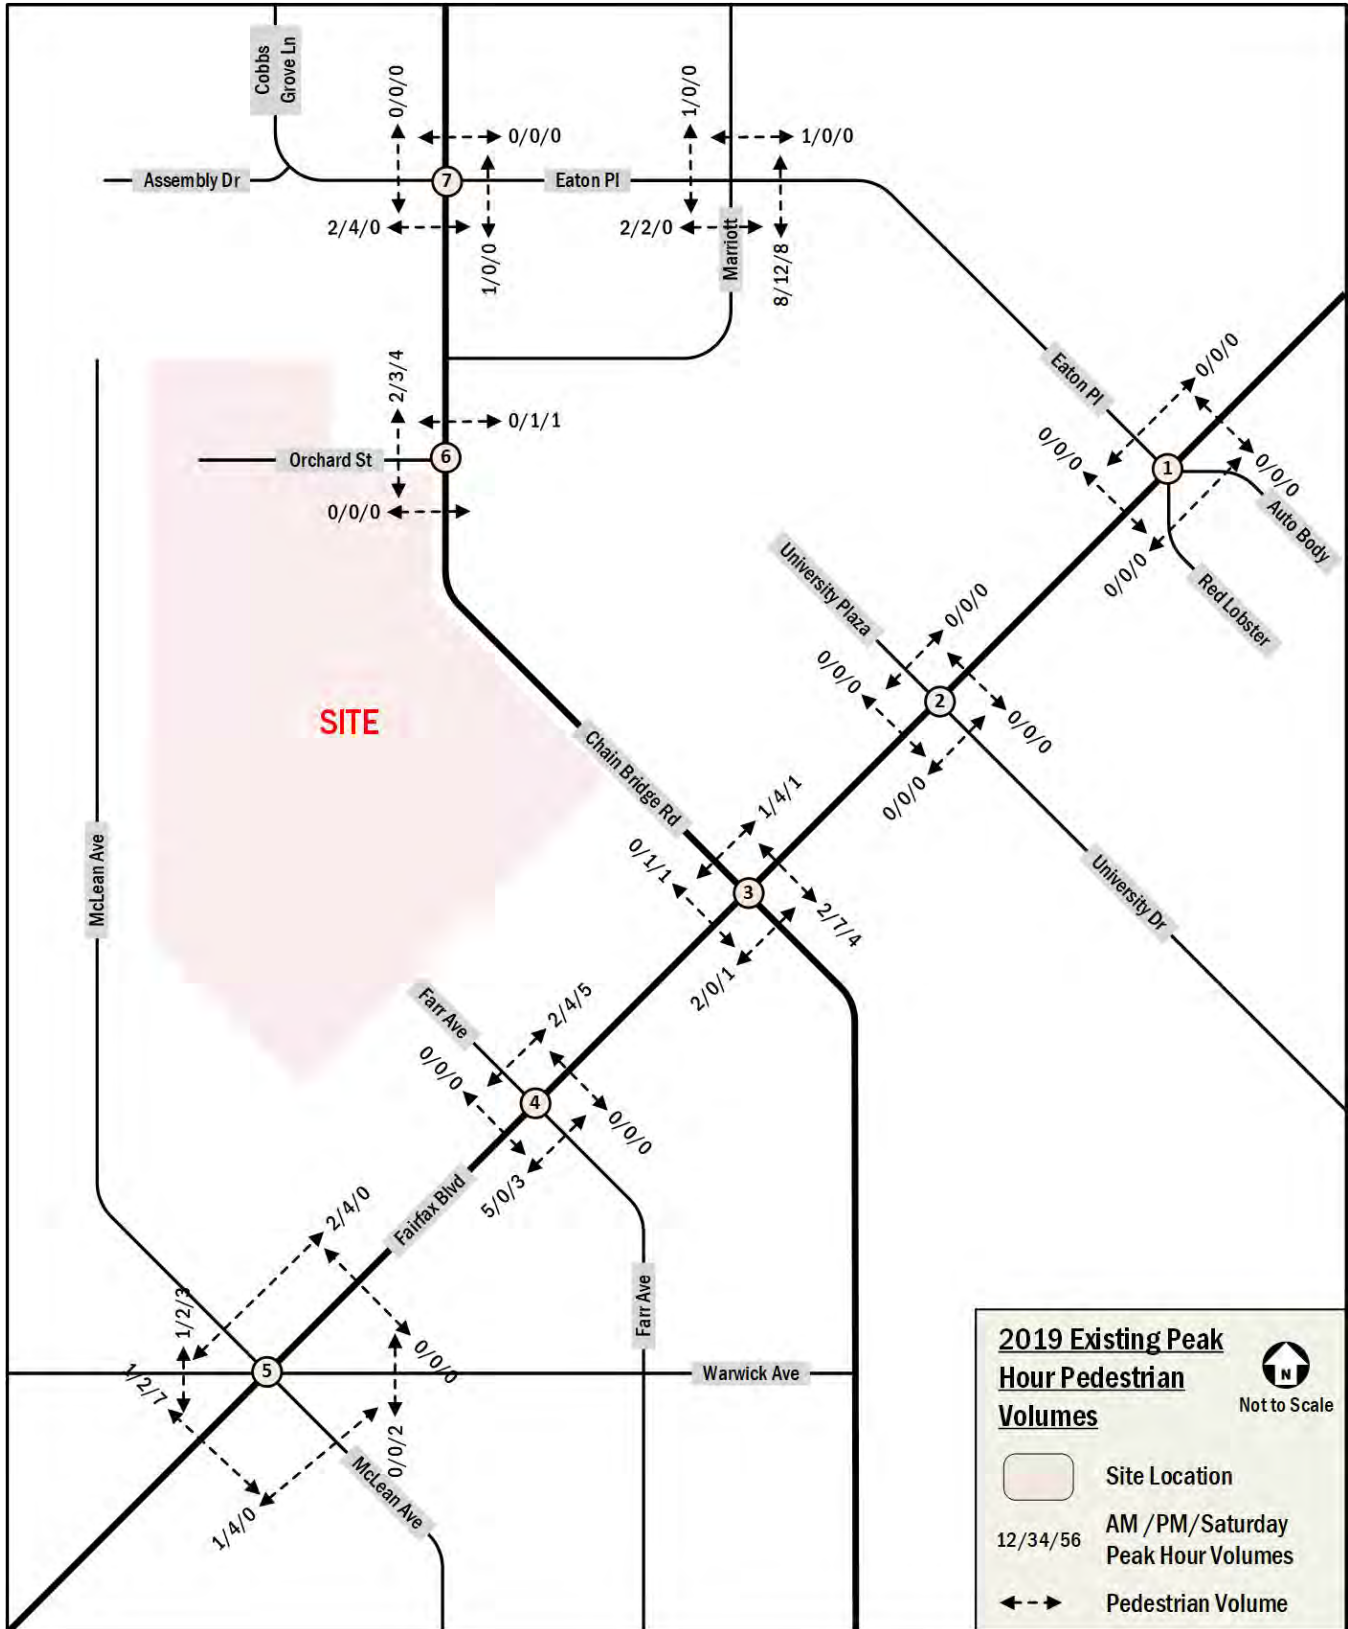 Cobbs
Grove Ln
0/0/0
0/0/0
1/0/0
1/0/0
Assembly Dr
7
Eaton Pl
2/4/0
1/0/0
2/2/0
Marriott
8/12/8
2/3/4
0/1/1
Orchard St
6
0/0/0
Eaton Pl
0/0/0
0/0/0
1
0/0/0
Auto Body
0/0/0
Red Lobster
University Plaza
0/0/0
0/0/0
2
0/0/0
0/0/0
SITE
Chain Bridge Rd
1/4/1
0/1/1
3
2/7/4
2/0/1
University Dr
McLean Ave
Farr Ave
2/4/5
0/0/0
4
0/0/0
5/0/3
Fairfax Blvd
2/4/0
1/2/3
1/2/7
5
0/0/0
0/0/2
1/4/0
McLean Ave
Farr Ave
Warwick Ave
2019 Existing Peak
Hour Pedestrian
Volumes
N
Not to Scale
Site Location
12/34/56
AM /PM/Saturday
Peak Hour Volumes
Pedestrian Volume